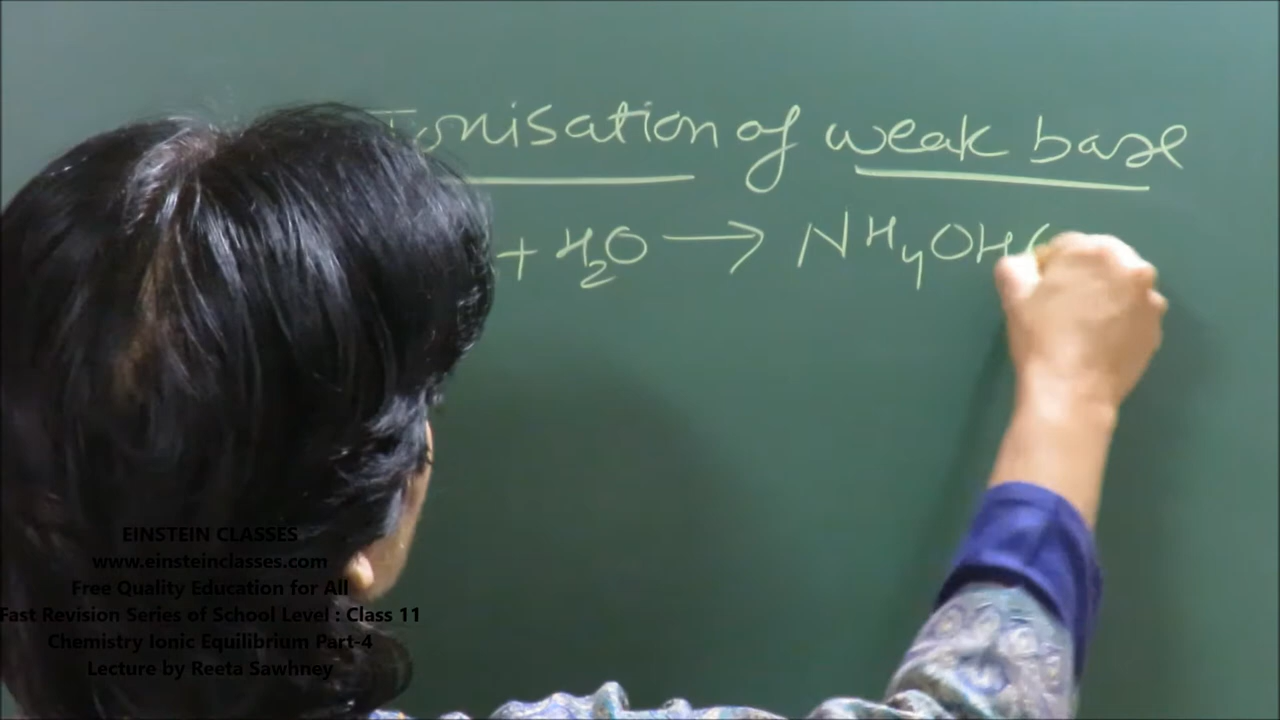 Ionisation of weak base
+ H₂O → NH₄OH(
EINSTEIN CLASSES
www.einsteinclasses.com
Free Quality Education for All
Fast Revision Series of School Level : Class 11
Chemistry Ionic Equilibrium Part-4
Lecture by Reeta Sawhney